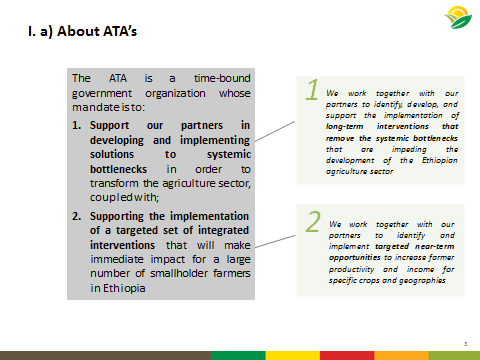 I. a) About ATA's
The ATA is a time-bound
government organization whose
mandate is to:
1. Support our partners in
developing and implementing
solutions to systemic
bottlenecks in order to
transform the agriculture sector,
coupled with;
2. Supporting the implementation
of a targeted set of integrated
interventions that will make
immediate impact for a large
number of smallholder farmers
in Ethiopia
1
We work together with our
partners to identify, develop, and
support the implementation of
long-term interventions that
remove the systemic bottlenecks
that are impeding the
development of the Ethiopian
agriculture sector
2
We work together with our
partners to identify and
implement targeted near-term
opportunities to increase farmer
productivity and income for
specific crops and geographies
3